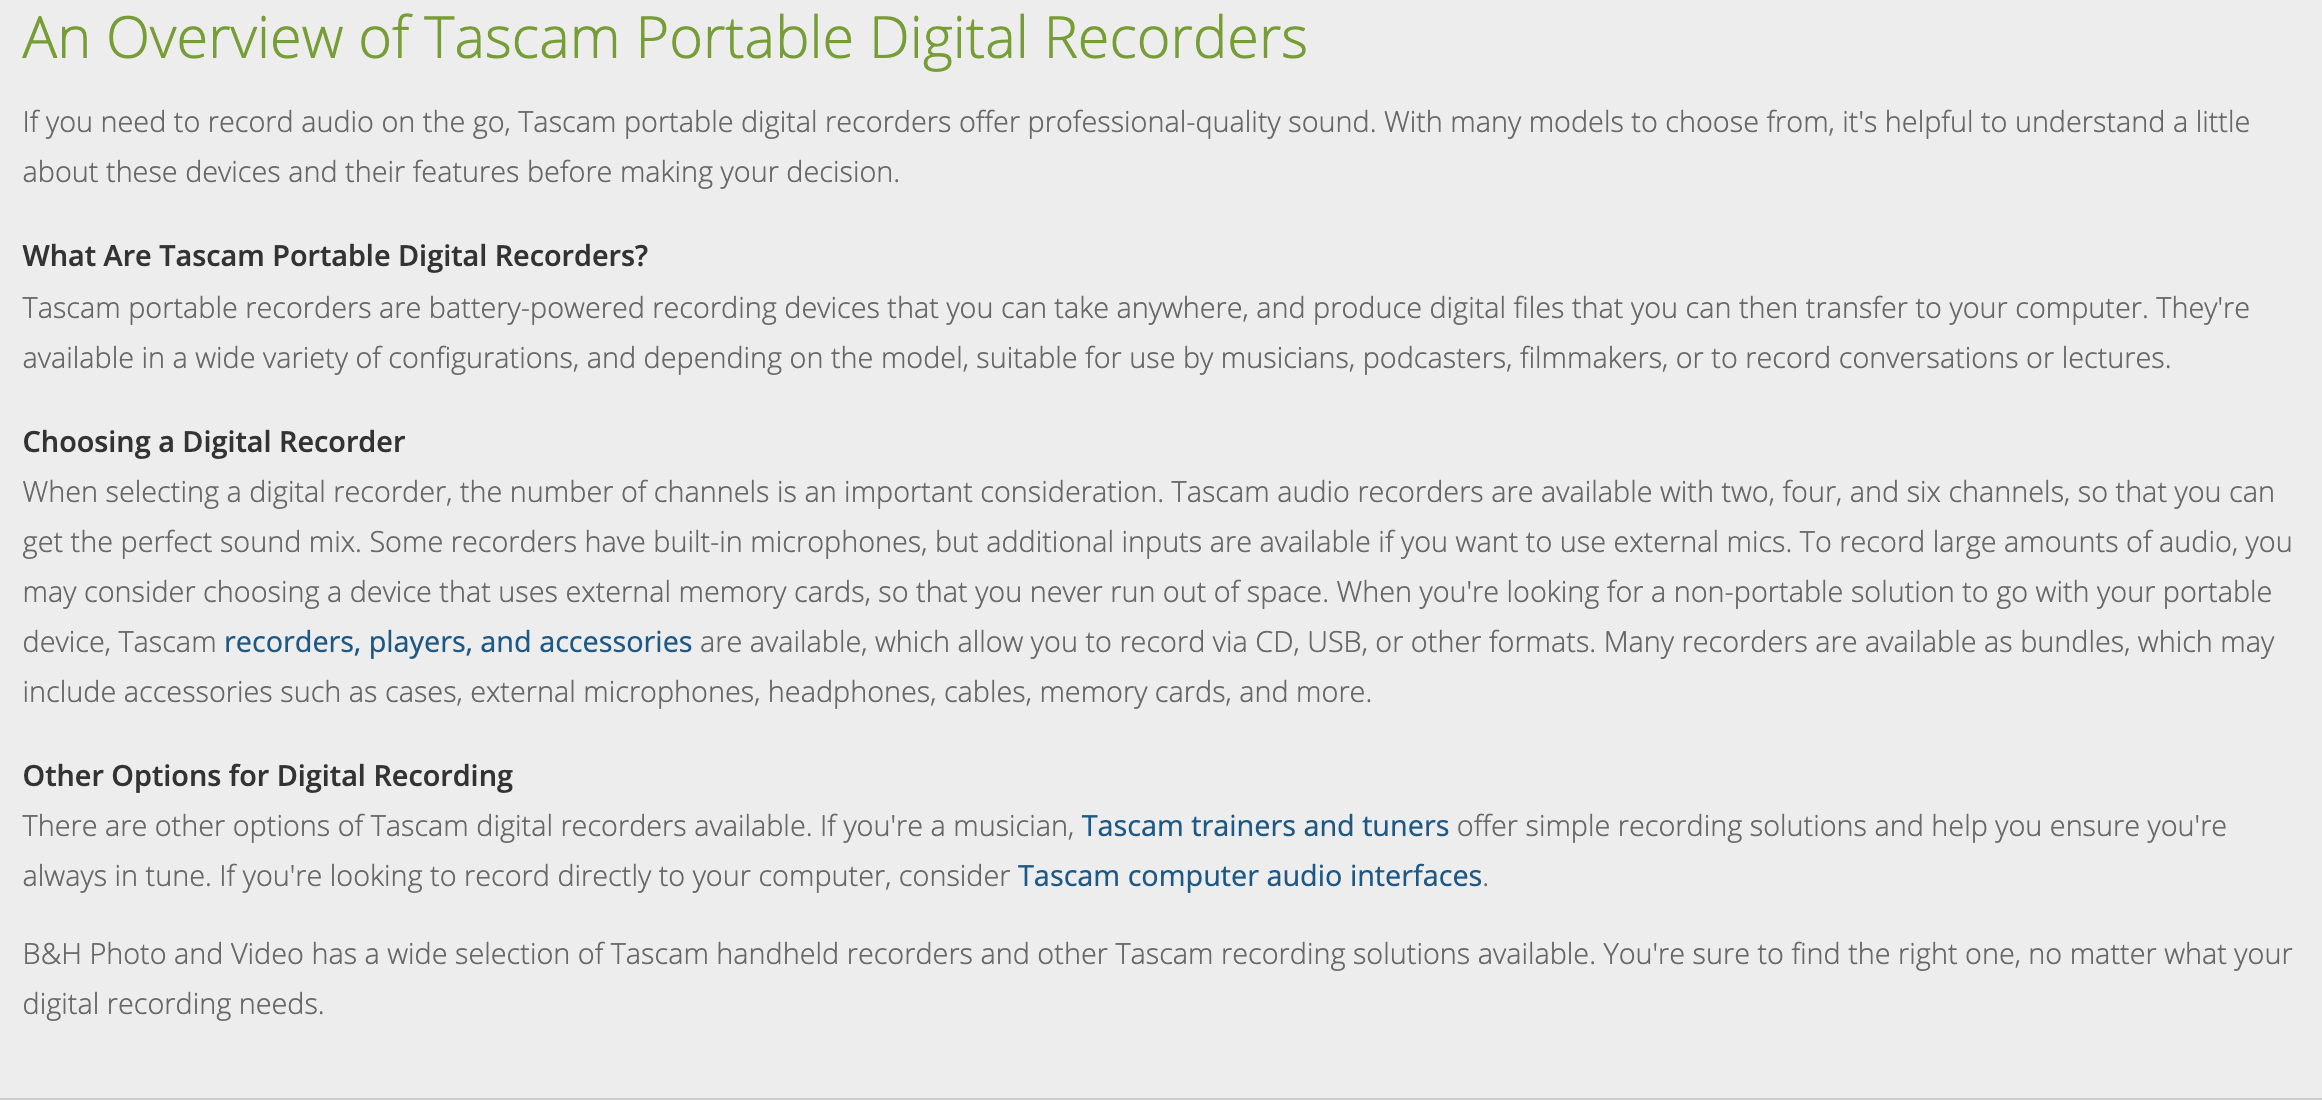 An Overview of Tascam Portable Digital Recorders
If you need to record audio on the go, Tascam portable digital recorders offer professional-quality sound. With many models to choose from, it's helpful to understand a little
about these devices and their features before making your decision.
What Are Tascam Portable Digital Recorders?
Tascam portable recorders are battery-powered recording devices that you can take anywhere, and produce digital files that you can then transfer to your computer. They're
available in a wide variety of configurations, and depending on the model, suitable for use by musicians, podcasters, filmmakers, or to record conversations or lectures.
Choosing a Digital Recorder
When selecting a digital recorder, the number of channels is an important consideration. Tascam audio recorders are available with two, four, and six channels, so that you can
get the perfect sound mix. Some recorders have built-in microphones, but additional inputs are available if you want to use external mics. To record large amounts of audio, you
may consider choosing a device that uses external memory cards, so that you never run out of space. When you're looking for a non-portable solution to go with your portable
device, Tascam recorders, players, and accessories are available, which allow you to record via CD, USB, or other formats. Many recorders are available as bundles, which may
include accessories such as cases, external microphones, headphones, cables, memory cards, and more.
Other Options for Digital Recording
There are other options of Tascam digital recorders available. If you're a musician, Tascam trainers and tuners offer simple recording solutions and help you ensure you're
always in tune. If you're looking to record directly to your computer, consider Tascam computer audio interfaces.
B&H Photo and Video has a wide selection of Tascam handheld recorders and other Tascam recording solutions available. You're sure to find the right one, no matter what your
digital recording needs.